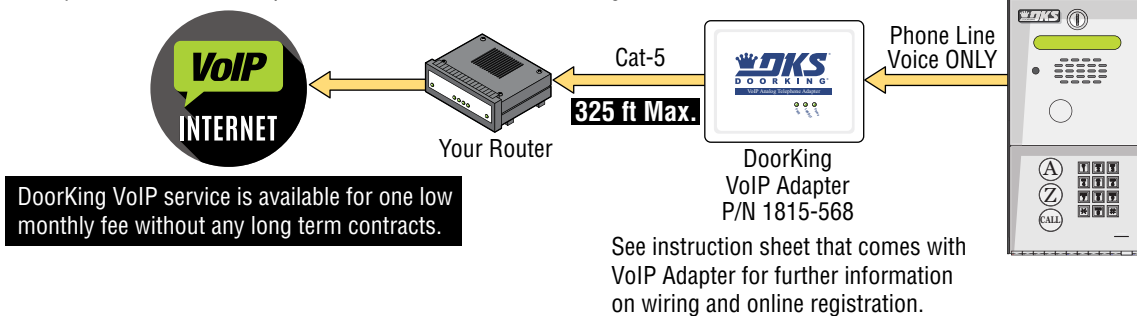 VoIP
INTERNET
Your Router
Cat-5
325 ft Max.
DKS
DOORKING
VoIP Analog Telephone Adapter
DoorKing
VoIP Adapter
P/N 1815-568
Phone Line
Voice ONLY
DKS
A
Z
CALL
DoorKing VoIP service is available for one low
monthly fee without any long term contracts.
See instruction sheet that comes with
VoIP Adapter for further information
on wiring and online registration.